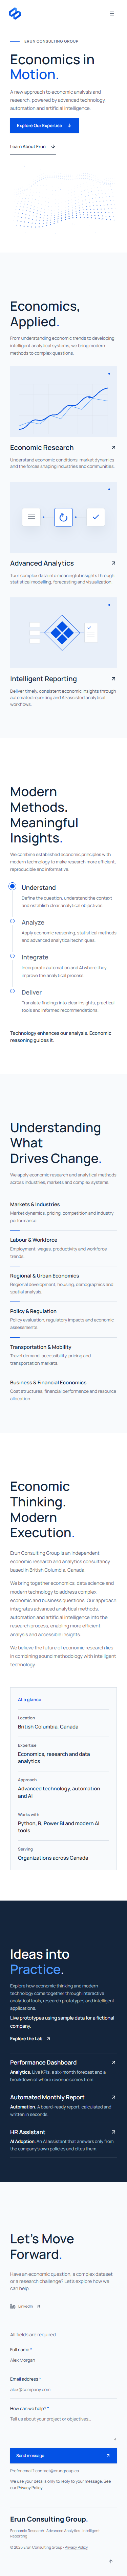 ERUN CONSULTING GROUP
Economics in
Motion.
A new approach to economic analysis and
research, powered by advanced technology,
automation and artificial intelligence.
Explore Our Expertise
Learn About Erun
Economics,
Applied.
From understanding economic trends to developing
intelligent analytical systems, we bring modern
methods to complex questions.
Economic Research
Understand economic conditions, market dynamics
and the forces shaping industries and communities.
Advanced Analytics
Turn complex data into meaningful insights through
statistical modeling, forecasting and visualization.
Intelligent Reporting
Deliver timely, consistent economic insights through
automated reporting and AI-assisted analytical
workflows.
Modern
Methods.
Meaningful
Insights.
We combine established economic principles with
modern technology to make research more efficient,
reproducible and informative.
Understand
Define the question, understand the context
and establish clear analytical objectives.
Analyze
Apply economic reasoning, statistical methods
and advanced analytical techniques.
Integrate
Incorporate automation and AI where they
improve the analytical process.
Deliver
Translate findings into clear insights, practical
tools and informed recommendations.
Technology enhances our analysis. Economic
reasoning guides it.
Understanding
What
Drives Change.
We apply economic research and analytical methods
across industries, markets and complex systems.
Markets & Industries
Market dynamics, pricing, competition and industry
performance.
Labour & Workforce
Employment, wages, productivity and workforce
trends.
Regional & Urban Economics
Regional development, housing, demographics and
spatial analysis.
Policy & Regulation
Policy evaluation, regulatory impacts and economic
assessments.
Transportation & Mobility
Travel demand, accessibility, pricing and
transportation markets.
Business & Financial Economics
Cost structures, financial performance and resource
allocation.
Economic
Thinking.
Modern
Execution.
Erun Consulting Group is an independent
economic research and analytics consultancy
based in British Columbia, Canada.
We bring together economics, data science and
modern technology to address complex
economic and business questions. Our approach
combines rigorous analytical methods,
automation and artificial intelligence into the
research process, enabling more efficient
analysis and accessible insights.
We believe the future of economic research lies
in combining sound methodology with intelligent
technology.
At a glance
Location
British Columbia, Canada
Expertise
Economics, research and data
analytics
Approach
Advanced technology, automation
and AI
Works with
Python, R, Power BI and modern AI
tools
Serving
Organizations across Canada
Ideas into
Practice.
Explore how economic thinking and modern
technology come together through interactive
analytical tools, research prototypes and intelligent
applications.
Live prototypes using sample data for a fictional
company.
Explore the Lab
Performance Dashboard
Analytics. Live KPIs, a six-month forecast and a
breakdown of where revenue comes from.
Automated Monthly Report
Automation. A board-ready report, calculated and
written in seconds.
HR Assistant
AI Adoption. An AI assistant that answers only from
the company's own policies and cites them.
Let's Move
Forward.
Have an economic challenge, a complex dataset
or a research challenge? Let's explore how we
can help.
LinkedIn
All fields are required.
Full name *
Alex Morgan
Email address *
alex@company.com
How can we help? *
Tell us about your project or objectives...
Send message
Prefer email? contact@erungroup.ca
We use your details only to reply to your message. See
our Privacy Policy.
Erun Consulting Group.
Economic Research · Advanced Analytics · Intelligent
Reporting
© 2026 Erun Consulting Group · Privacy Policy